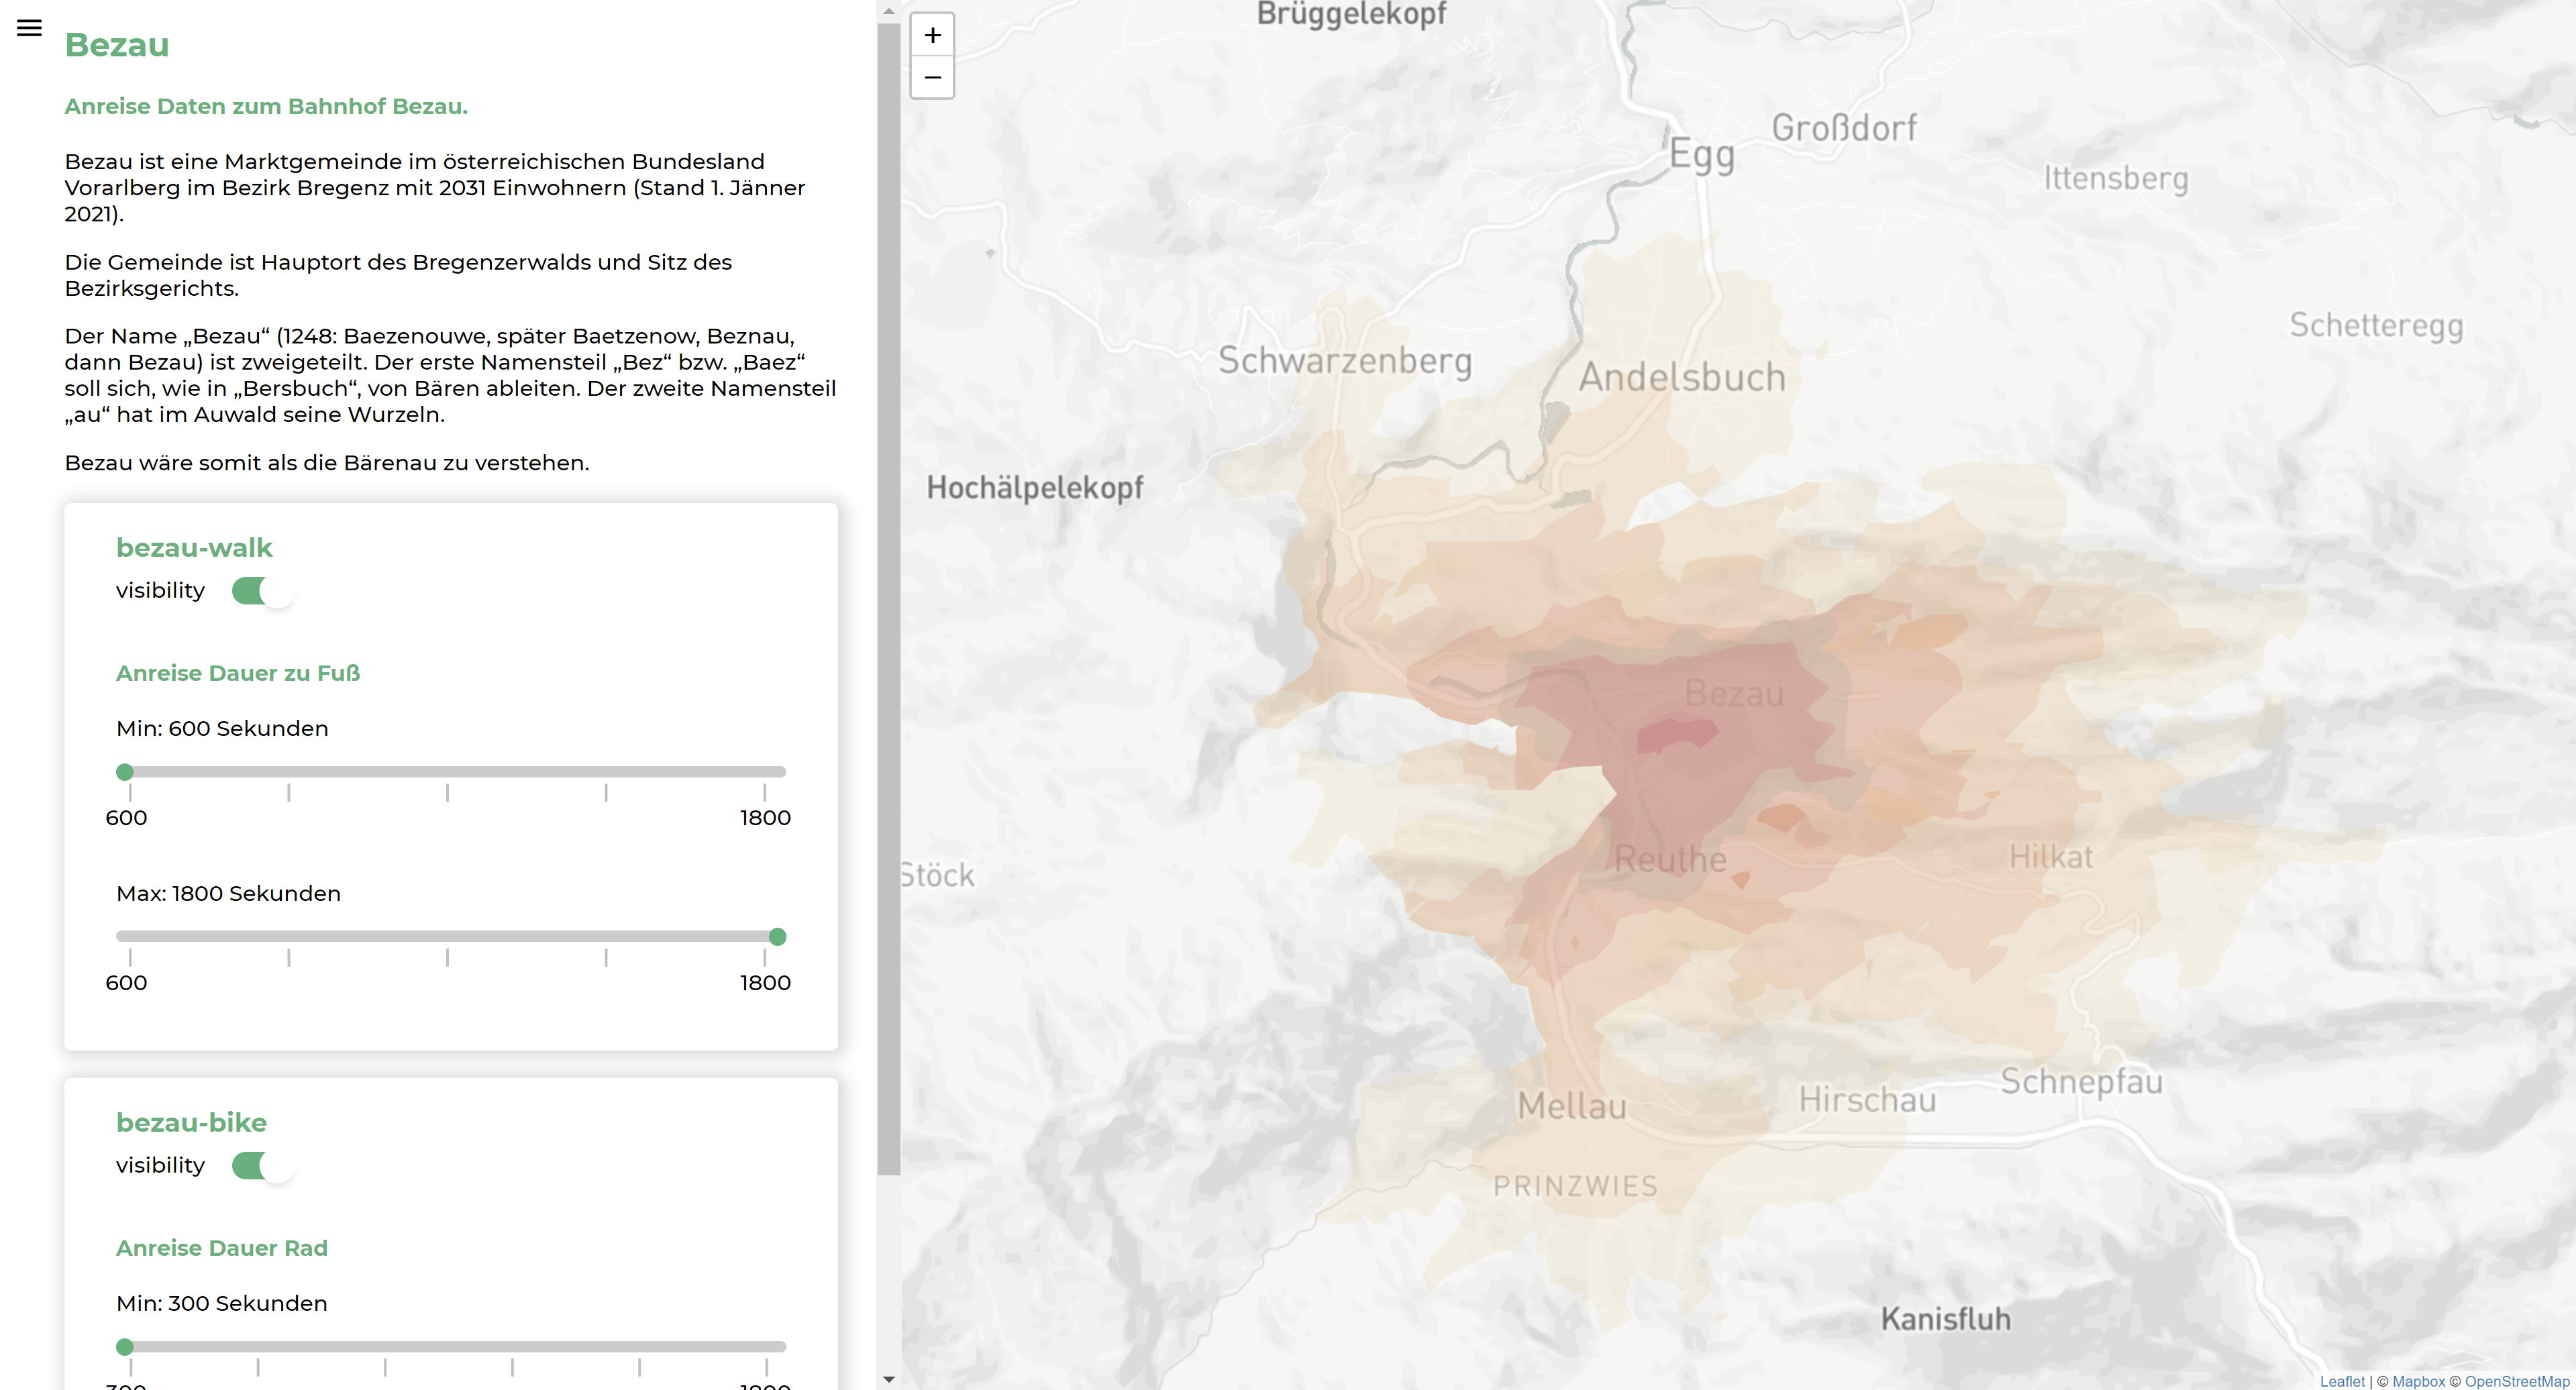 Bezau
Anreise Daten zum Bahnhof Bezau.
Bezau ist eine Marktgemeinde im österreichischen Bundesland
Vorarlberg im Bezirk Bregenz mit 2031 Einwohnern (Stand 1. Jänner
2021).
Die Gemeinde ist Hauptort des Bregenzerwalds und Sitz des
Bezirksgerichts.
Der Name „Bezau“ (1248: Baezenouwe, später Baetzenow, Beznau,
dann Bezau) ist zweigeteilt. Der erste Namensteil „Bez“ bzw. „Baez“
soll sich, wie in „Bersbuch“, von Bären ableiten. Der zweite Namensteil
„au“ hat im Auwald seine Wurzeln.
Bezau wäre somit als die Bärenau zu verstehen.
bezau-walk
visibility
Anreise Dauer zu Fuß
Min: 600 Sekunden
600 1800
Max: 1800 Sekunden
600 1800
bezau-bike
visibility
Anreise Dauer Rad
Min: 300 Sekunden
300 1800
+
−
Brüggelekopf
Großdorf
Egg
Ittensberg
Schetteregg
Schwarzenberg
Andelsbuch
Hochälpelekopf
Bezau
Reuthe
Hilkat
Stöck
Schnepfau
Hirschau
Mellau
PRINZWIES
Kanisfluh
Leaflet | © Mapbox © OpenStreetMap